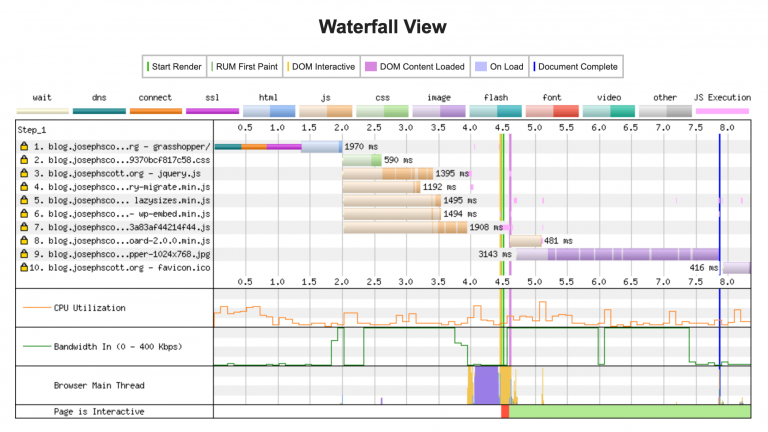 Waterfall View
Start Render RUM First Paint DOM Interactive DOM Content Loaded On Load Document Complete
wait dns connect ssl html js css image flash font video other JS Execution
Step_1 0.5 1.0 1.5 2.0 2.5 3.0 3.5 4.0 4.5 5.0 5.5 6.0 6.5 7.0 7.5 8.0
1. blog.josephsco...rg – grasshopper/ 1970 ms
2. blog.josephsco...9370bcf817c58.css 590 ms
3. blog.josephscott.org – jquery.js 1395 ms
4. blog.josephsco...ry-migrate.min.js 1192 ms
5. blog.josephsco... lazysizes.min.js 1495 ms
6. blog.josephsco...– wp-embed.min.js 1494 ms
7. blog.josephsco...3a83af44214f44.js 1908 ms
8. blog.josephsco...oard-2.0.0.min.js 481 ms
9. blog.josephsco...pper-1024x768.jpg 3143 ms
10. blog.josephscott.org – favicon.ico 416 ms
0.5 1.0 1.5 2.0 2.5 3.0 3.5 4.0 4.5 5.0 5.5 6.0 6.5 7.0 7.5 8.0
CPU Utilization
Bandwidth In (0 – 400 Kbps)
Browser Main Thread
Page is Interactive